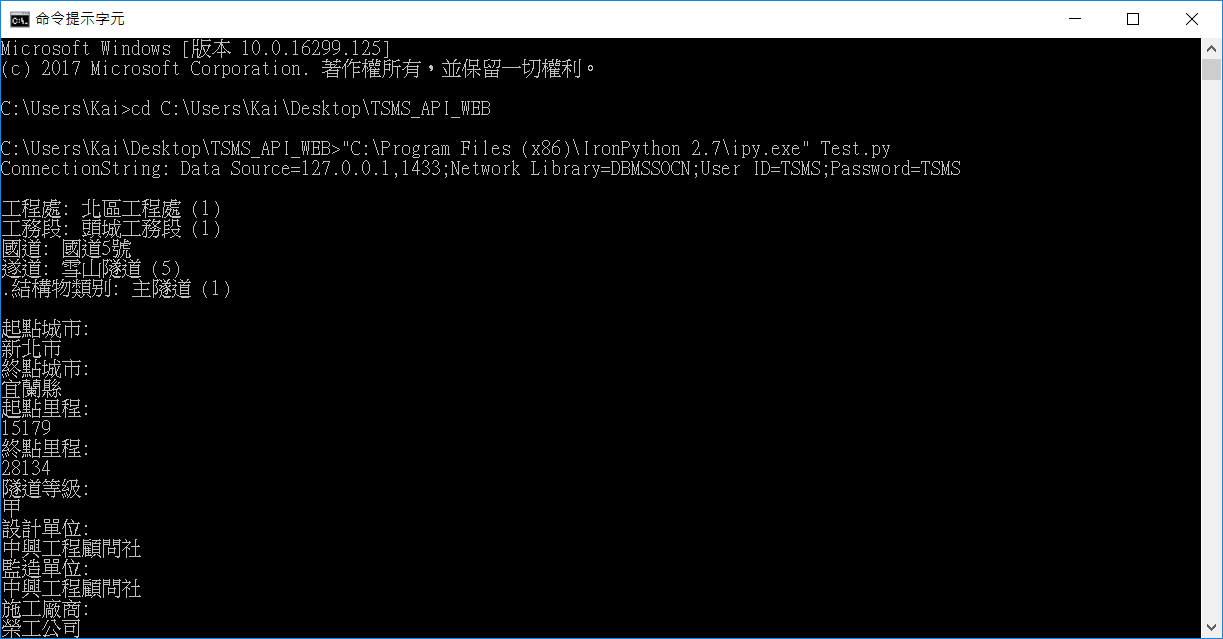 命令提示字元
Microsoft Windows [版本 10.0.16299.125]
(c) 2017 Microsoft Corporation. 著作權所有，並保留一切權利。
C:\Users\Kai>cd C:\Users\Kai\Desktop\TSMS_API_WEB
C:\Users\Kai\Desktop\TSMS_API_WEB>"C:\Program Files (x86)\IronPython 2.7\ipy.exe" Test.py
ConnectionString: Data Source=127.0.0.1,1433;Network Library=DBMSSOCN;User ID=TSMS;Password=TSMS
工程處: 北區工程處 (1)
工務段: 頭城工務段 (1)
國道: 國道5號
遂道: 雪山隧道 (5)
.結構物類別: 主隧道 (1)
起點城市:
新北市
終點城市:
宜蘭縣
起點里程:
15179
終點里程:
28134
隧道等級:
甲
設計單位:
中興工程顧問社
監造單位:
中興工程顧問社
施工廠商:
榮工公司